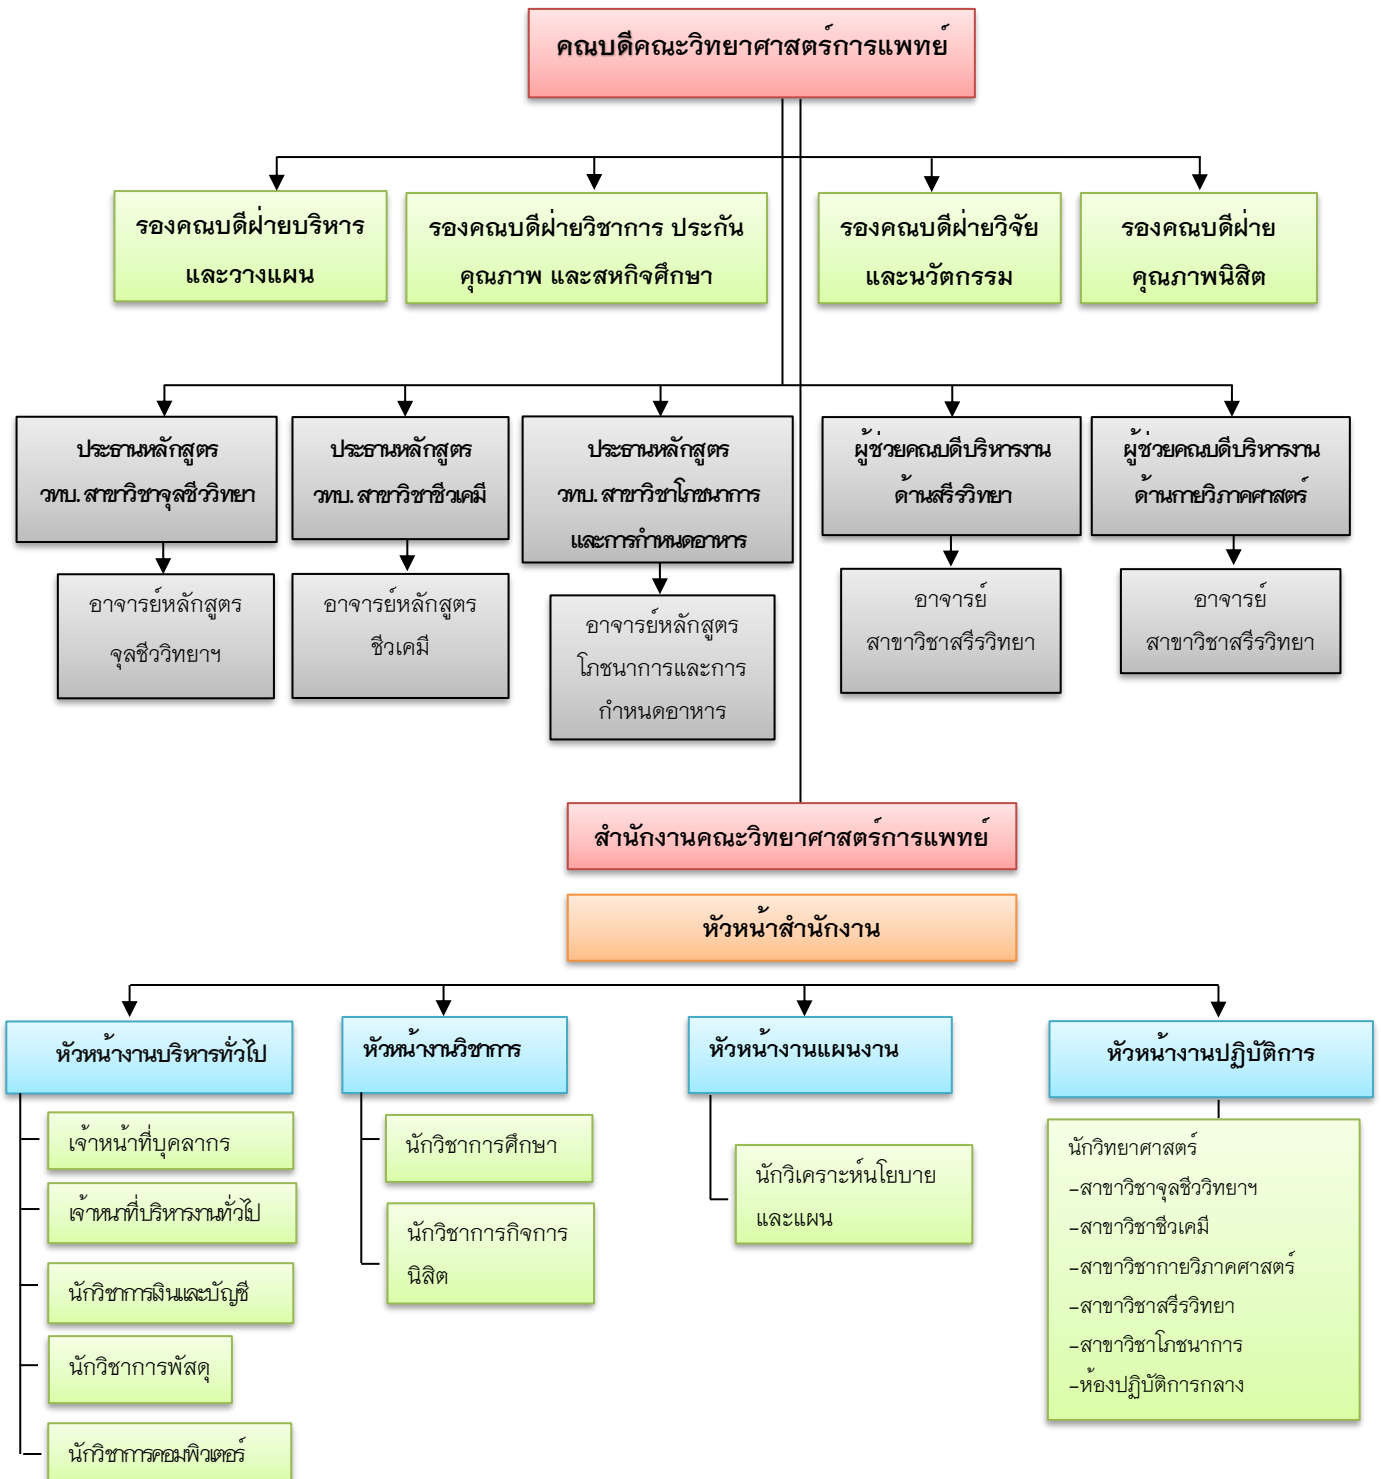 คณบดีคณะวิทยาศาสตร์การแพทย์
รองคณบดีฝ่ายบริหาร
และวางแผน
รองคณบดีฝ่ายวิชาการ ประกัน
คุณภาพ และสหกิจศึกษา
รองคณบดีฝ่ายวิจัย
และนวัตกรรม
รองคณบดีฝ่าย
คุณภาพนิสิต
ประธานหลักสูตร
วทบ. สาขาวิชาจุลชีววิทยา
ประธานหลักสูตร
วทบ. สาขาวิชาชีวเคมี
ประธานหลักสูตร
วทบ. สาขาวิชาโภชนาการ
และการกำหนดอาหาร
ผู้ช่วยคณบดีบริหารงาน
ด้านสรีรวิทยา
ผู้ช่วยคณบดีบริหารงาน
ด้านกายวิภาคศาสตร์
อาจารย์หลักสูตร
จุลชีววิทยาฯ
อาจารย์หลักสูตร
ชีวเคมี
อาจารย์หลักสูตร
โภชนาการและการ
กำหนดอาหาร
อาจารย์
สาขาวิชาสรีรวิทยา
อาจารย์
สาขาวิชาสรีรวิทยา
สำนักงานคณะวิทยาศาสตร์การแพทย์
หัวหน้าสำนักงาน
หัวหน้างานบริหารทั่วไป
เจ้าหน้าที่บุคลากร
เจ้าหนาที่บริหารงานทั่วไป
นักวิชาการเงินและบัญชี
นักวิชาการพัสดุ
นักวิชาการคอมพิวเตอร์
หัวหน้างานวิชาการ
นักวิชาการศึกษา
นักวิชาการกิจการ
นิสิต
หัวหน้างานแผนงาน
นักวิเคราะห์นโยบาย
และแผน
หัวหน้างานปฏิบัติการ
นักวิทยาศาสตร์
-สาขาวิชาจุลชีววิทยาฯ
-สาขาวิชาชีวเคมี
-สาขาวิชากายวิภาคศาสตร์
-สาขาวิชาสรีรวิทยา
-สาขาวิชาโภชนาการ
-ห้องปฏิบัติการกลาง